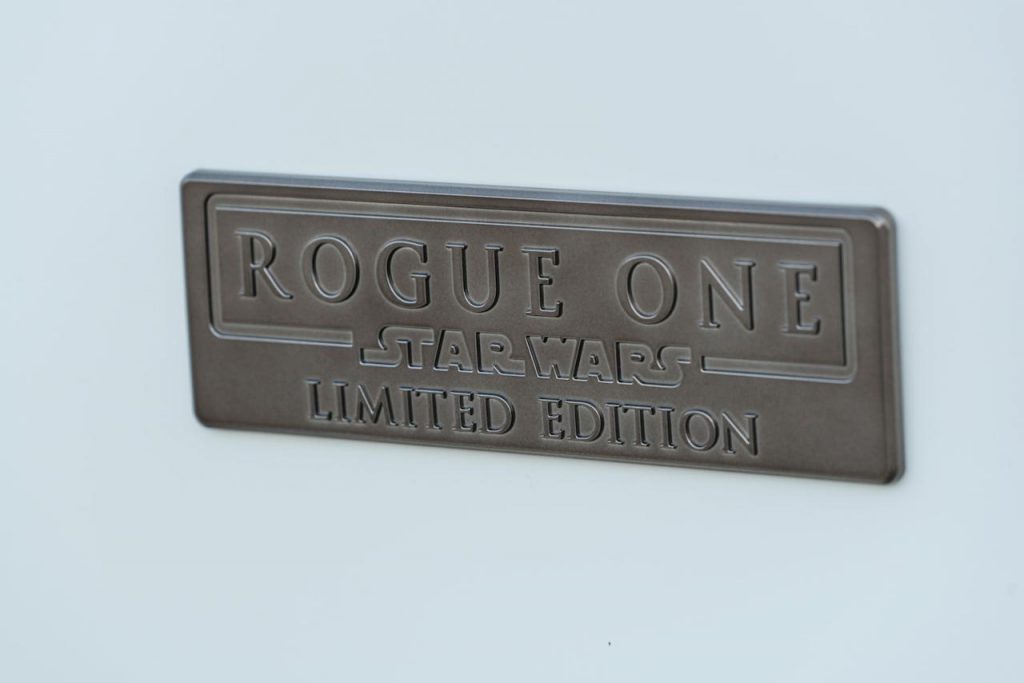 ROGUE ONE
STAR WARS
LIMITED EDITION